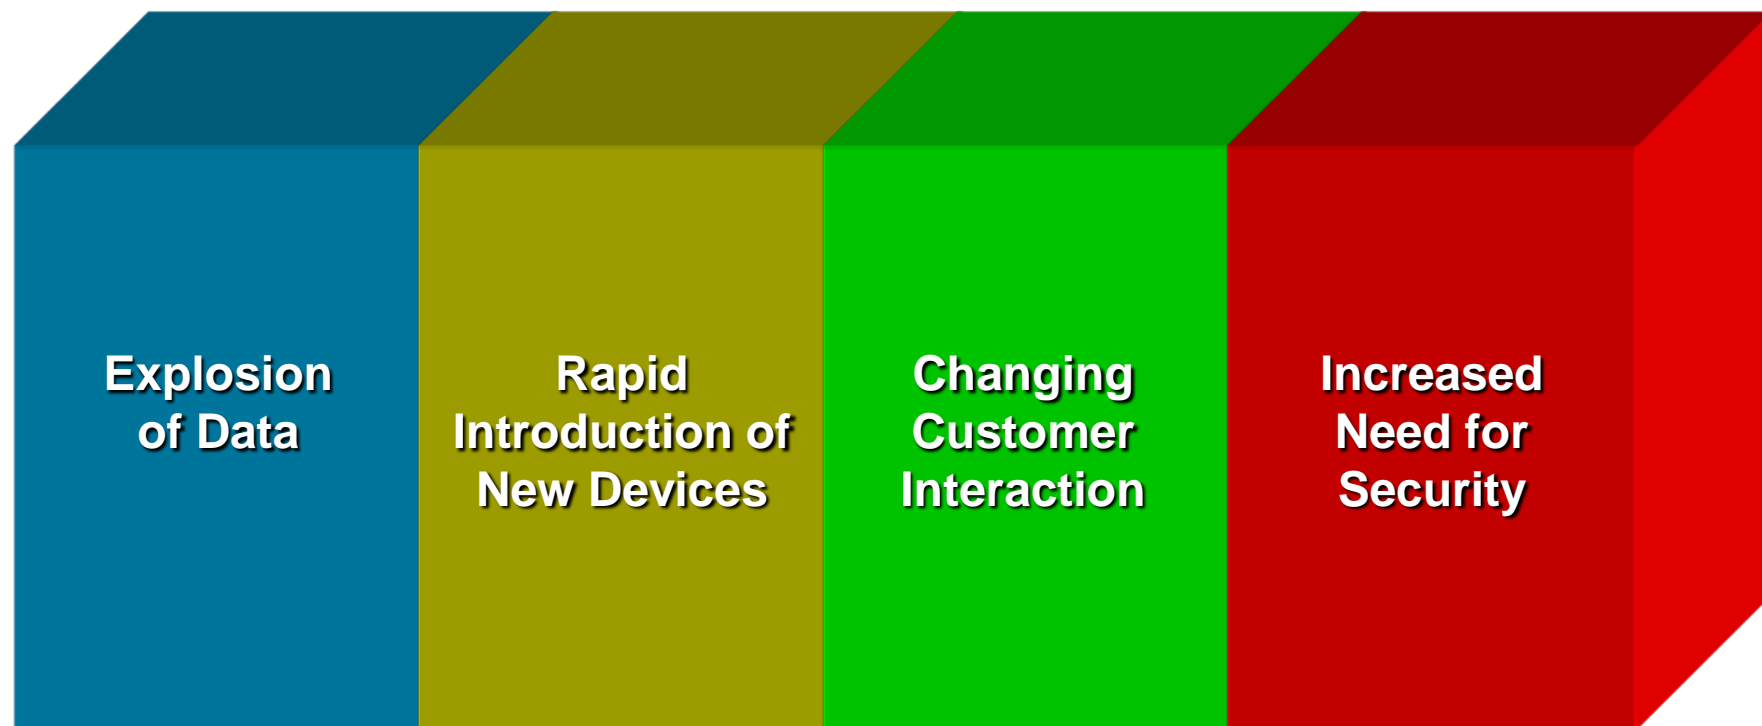 Explosion
of Data
Rapid
Introduction of
New Devices
Changing
Customer
Interaction
Increased
Need for
Security